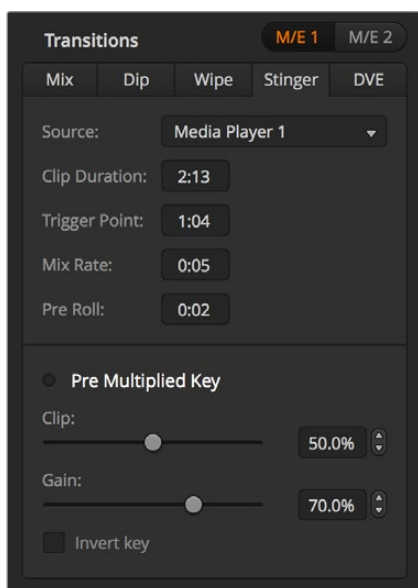 Transitions M/E 1 M/E 2
Mix Dip Wipe Stinger DVE
Source: Media Player 1
Clip Duration: 2:13
Trigger Point: 1:04
Mix Rate: 0:05
Pre Roll: 0:02
Pre Multiplied Key
Clip:
50.0%
Gain:
70.0%
Invert key